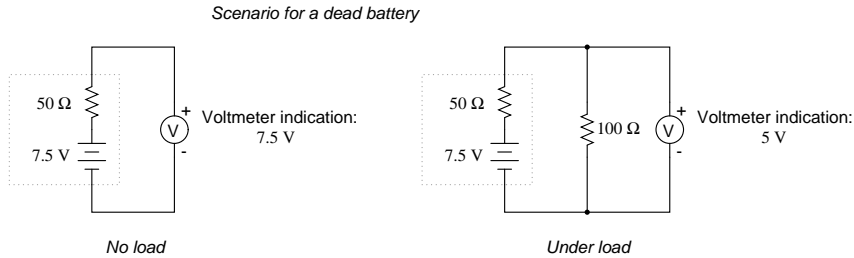 Scenario for a dead battery
50 Ω
7.5 V
+
V
-
Voltmeter indication:
7.5 V
No load
50 Ω
7.5 V
100 Ω
+
V
-
Voltmeter indication:
5 V
Under load